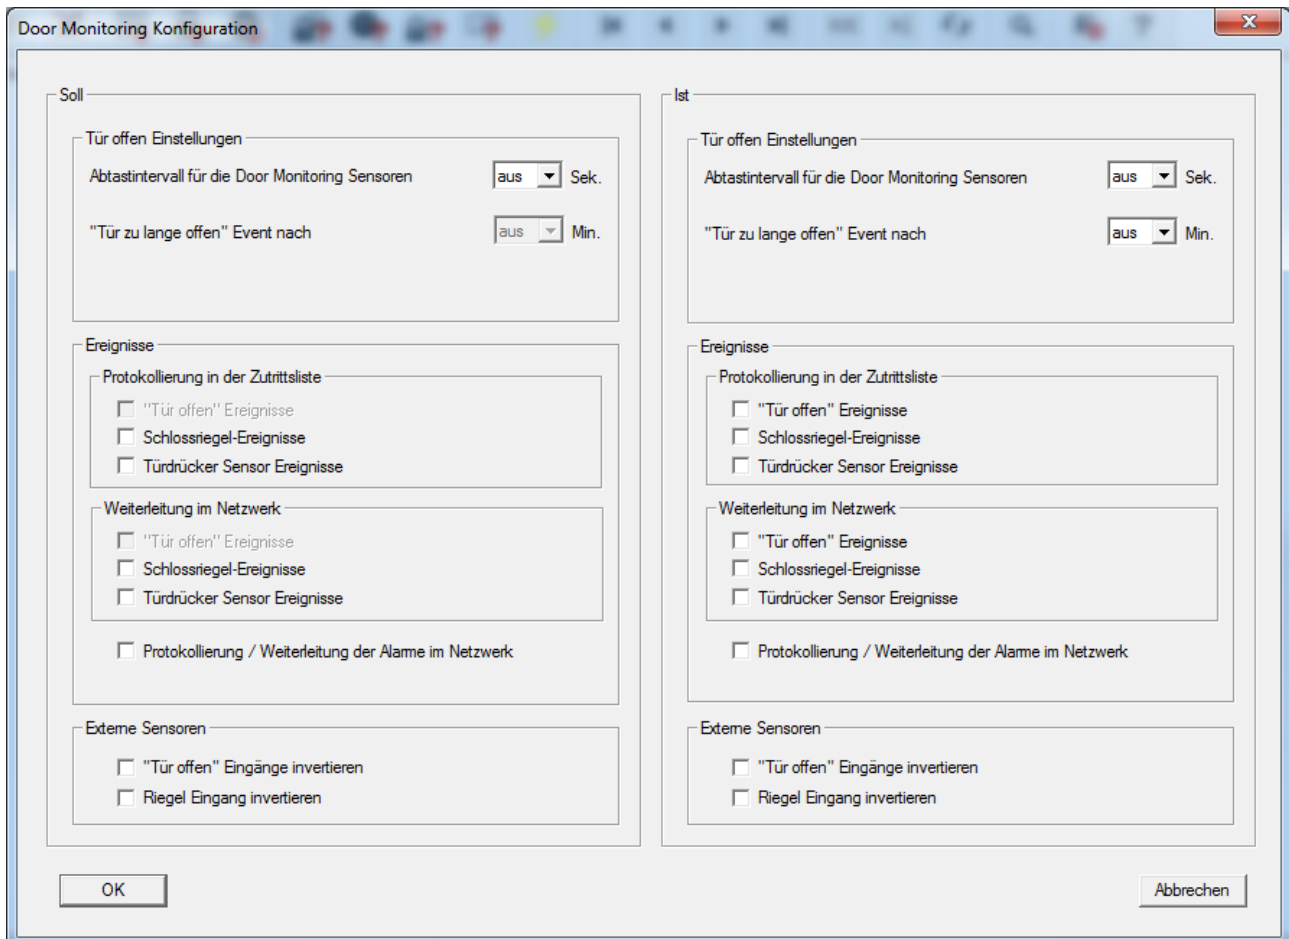 Door Monitoring Konfiguration
Soll
Tür offen Einstellungen
Abtastintervall für die Door Monitoring Sensoren aus Sek.
"Tür zu lange offen" Event nach aus Min.
Ereignisse
Protokollierung in der Zutrittsliste
"Tür offen" Ereignisse
Schlossriegel-Ereignisse
Türdrücker Sensor Ereignisse
Weiterleitung im Netzwerk
"Tür offen" Ereignisse
Schlossriegel-Ereignisse
Türdrücker Sensor Ereignisse
Protokollierung / Weiterleitung der Alarme im Netzwerk
Externe Sensoren
"Tür offen" Eingänge invertieren
Riegel Eingang invertieren
Ist
Tür offen Einstellungen
Abtastintervall für die Door Monitoring Sensoren aus Sek.
"Tür zu lange offen" Event nach aus Min.
Ereignisse
Protokollierung in der Zutrittsliste
"Tür offen" Ereignisse
Schlossriegel-Ereignisse
Türdrücker Sensor Ereignisse
Weiterleitung im Netzwerk
"Tür offen" Ereignisse
Schlossriegel-Ereignisse
Türdrücker Sensor Ereignisse
Protokollierung / Weiterleitung der Alarme im Netzwerk
Externe Sensoren
"Tür offen" Eingänge invertieren
Riegel Eingang invertieren
OK
Abbrechen